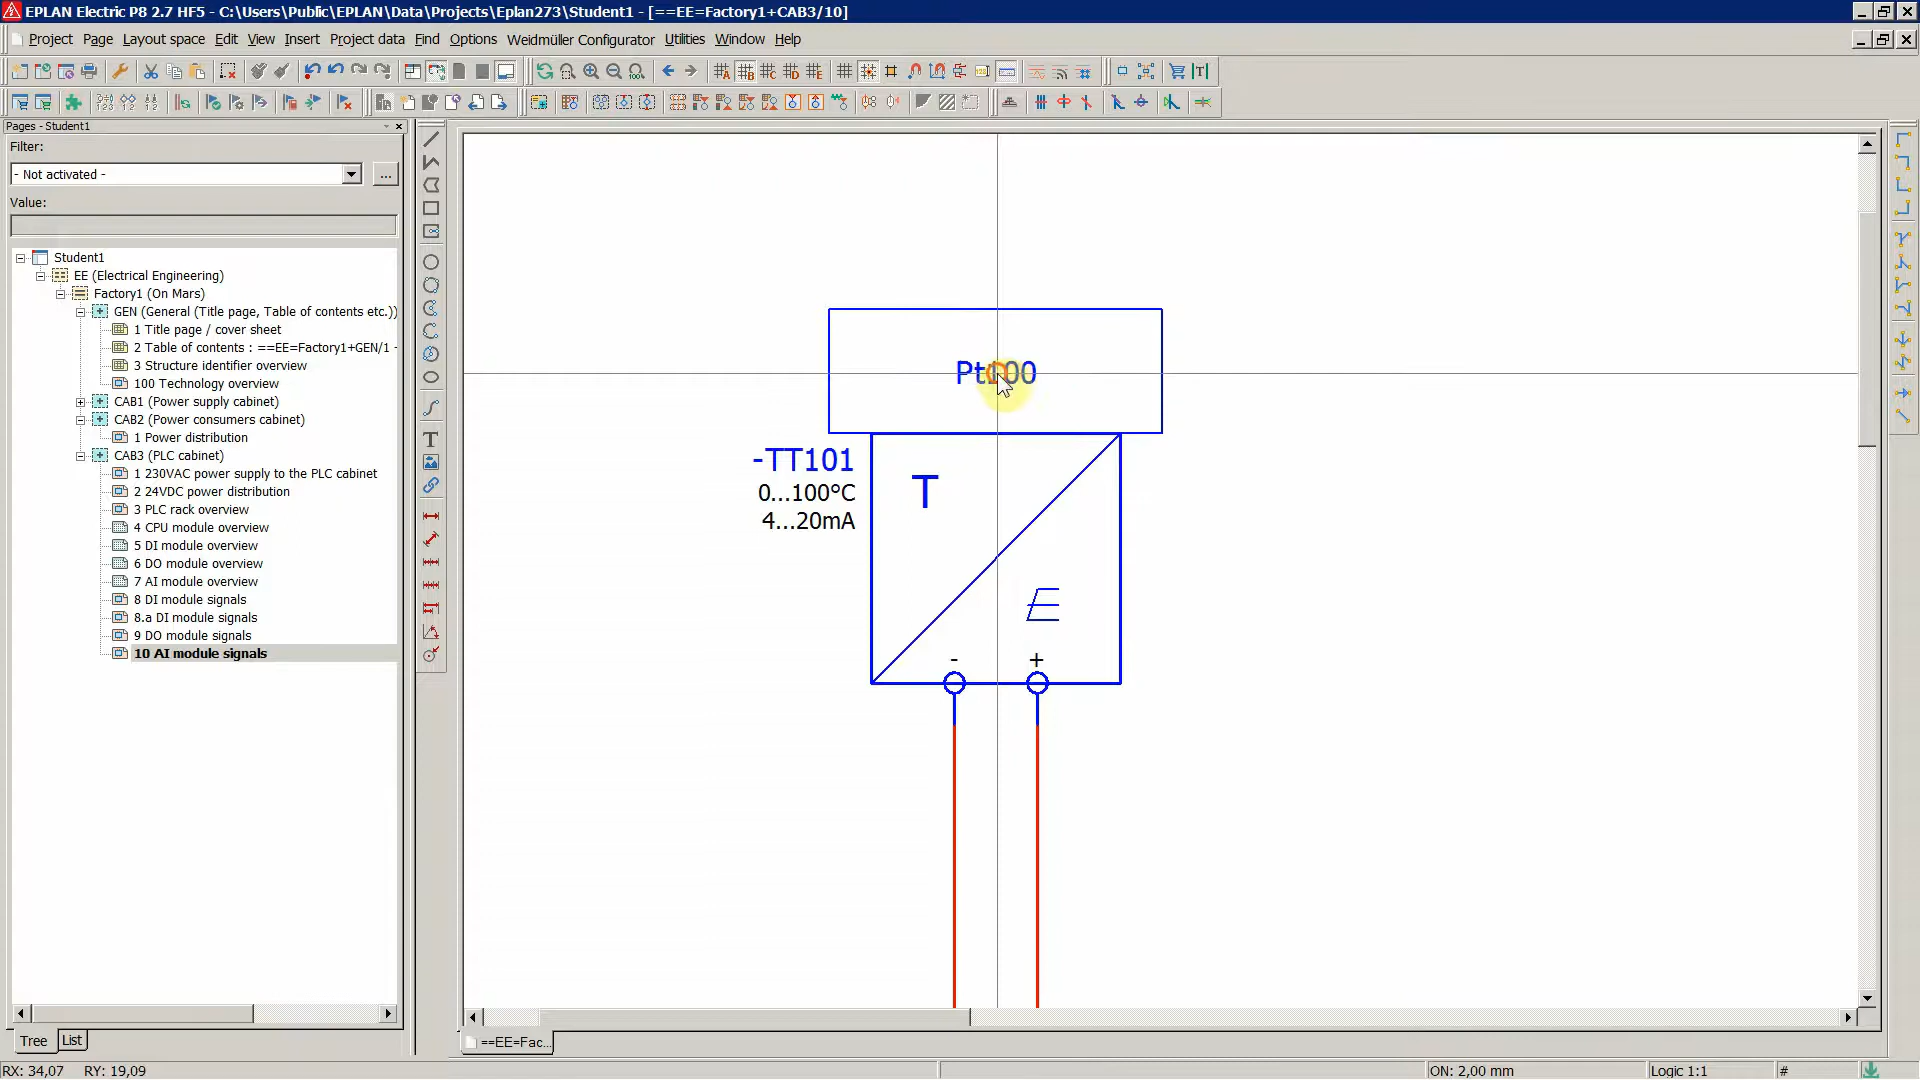 EPLAN Electric P8 2.7 HF5 - C:\Users\Public\EPLAN\Data\Projects\Eplan273\Student1 - [==EE=Factory1+CAB3/10]
Project Page Layout space Edit View Insert Project data Find Options Weidmüller Configurator Utilities Window Help
Pages - Student1
Filter:
- Not activated -
...
Value:
Student1
EE (Electrical Engineering)
Factory1 (On Mars)
GEN (General (Title page, Table of contents etc.))
1 Title page / cover sheet
2 Table of contents : ==EE=Factory1+GEN/1 -
3 Structure identifier overview
100 Technology overview
CAB1 (Power supply cabinet)
CAB2 (Power consumers cabinet)
1 Power distribution
CAB3 (PLC cabinet)
1 230VAC power supply to the PLC cabinet
2 24VDC power distribution
3 PLC rack overview
4 CPU module overview
5 DI module overview
6 DO module overview
7 AI module overview
8 DI module signals
8.a DI module signals
9 DO module signals
10 AI module signals
Tree List
Pt100
-TT101
0...100°C
4...20mA
T
E
- +
==EE=Fac...
RX: 34,07 RY: 19,09 ON: 2,00 mm Logic 1:1 #